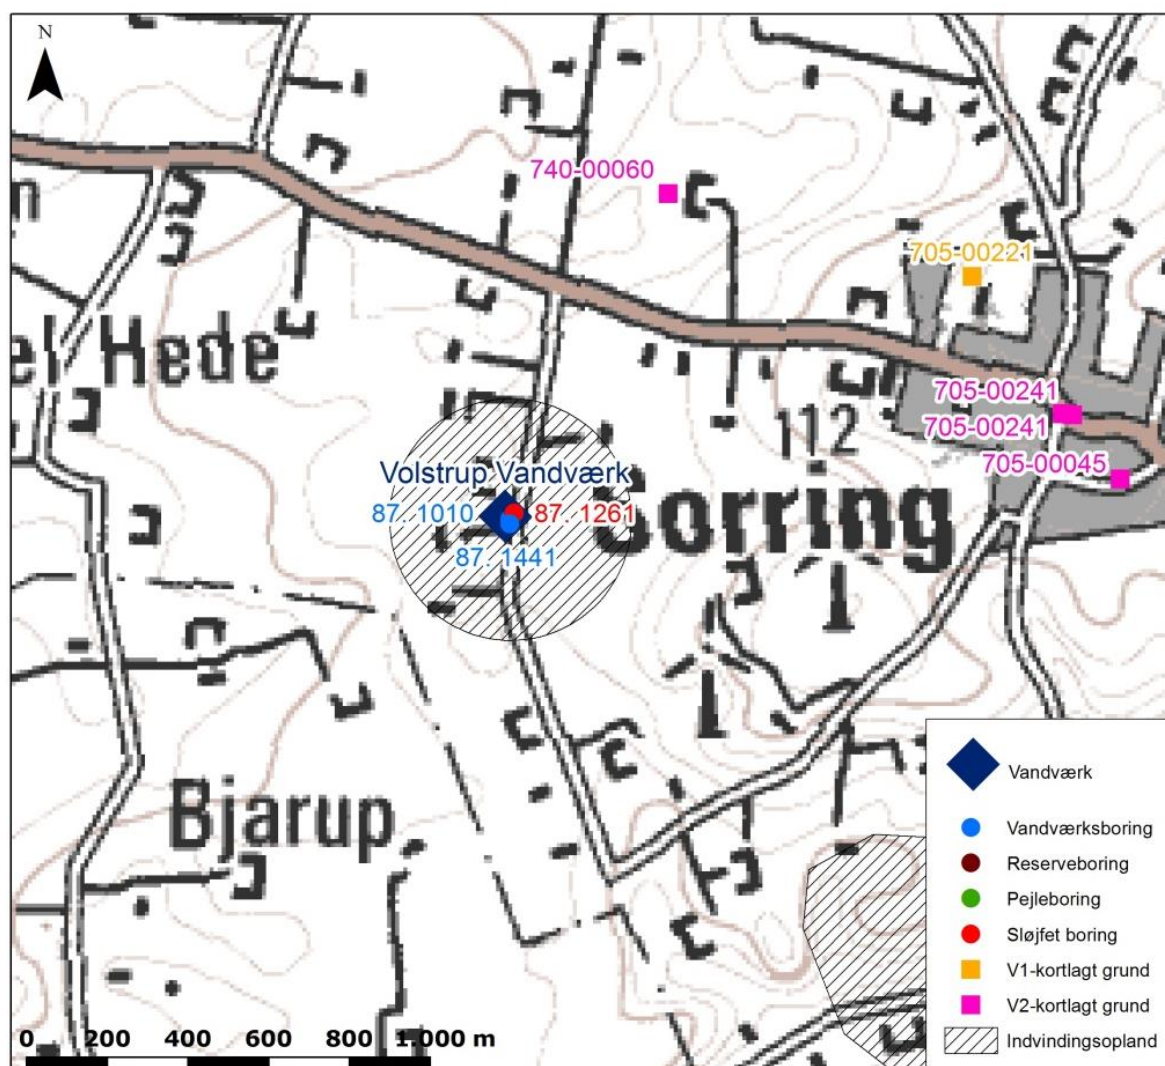 N
740-00060
705-00221
n
el Hede
705-00241
112
705-00241
705-00045
Volstrup Vandværk
87. 1010
87. 1261
Sorring
87. 1441
Bjarup
Vandværk
Vandværksboring
Reserveboring
Pejleboring
Sløjfet boring
V1-kortlagt grund
V2-kortlagt grund
Indvindingsopland
0 200 400 600 800 1.000 m